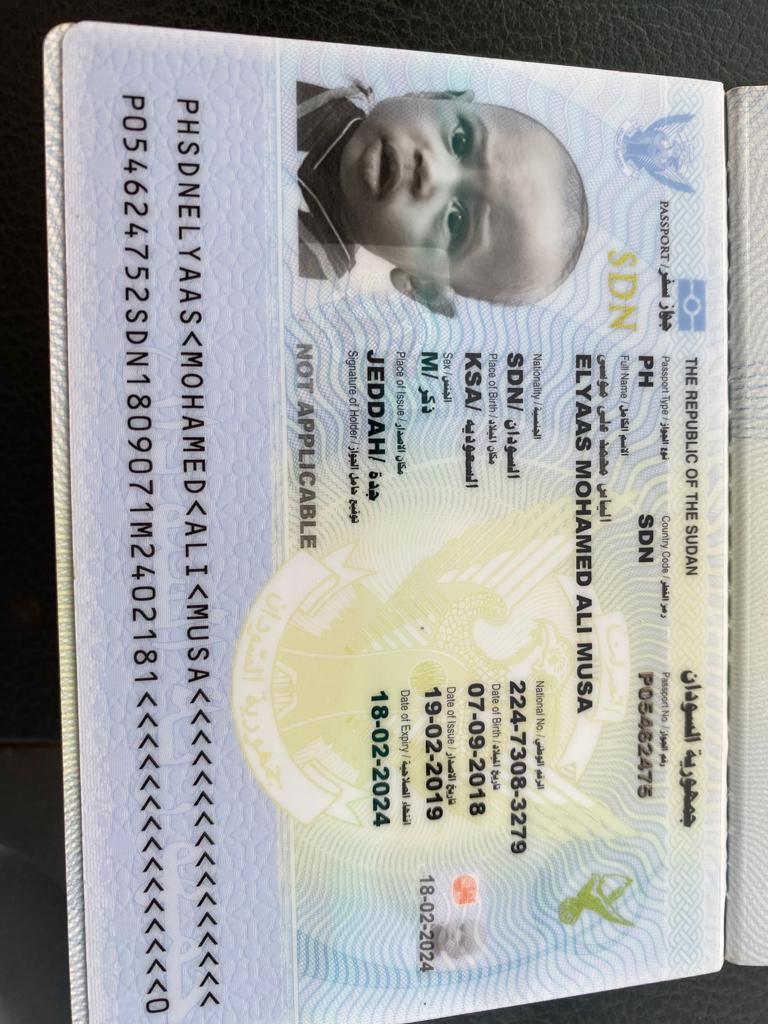 THE REPUBLIC OF THE SUDAN
جمهورية السودان
PASSPORT / جواز سفر
Passport Type / نوع الجواز
Country Code / رمز القطر
Passport No. / رقم الجواز
PH
SDN
P05462475
SDN
Full Name / الاسم الكامل
الياس محمد علي موسى
ELYAAS MOHAMED ALI MUSA
Nationality / الجنسية
National No. / الرقم الوطني
SDN/ السودان
224-7308-3279
Place of Birth / مكان الميلاد
Date of Birth / تاريخ الميلاد
KSA/ السعوديه
07-09-2018
Sex / الجنس
Date of Issue / تاريخ الاصدار
M/ ذكر
19-02-2019
Place of Issue / مكان الاصدار
Date of Expiry / انتهاء الصلاحية
JEDDAH/ جدة
18-02-2024
18-02-2024
Signature of Holder / توقيع حامل الجواز
NOT APPLICABLE
جمهورية السودان
PHSDNELYAAS<MOHAMED<ALI<MUSA<<<<<<<<<<<<<<<<
P054624752SDN1809071M2402181<<<<<<<<<<<<<<<0